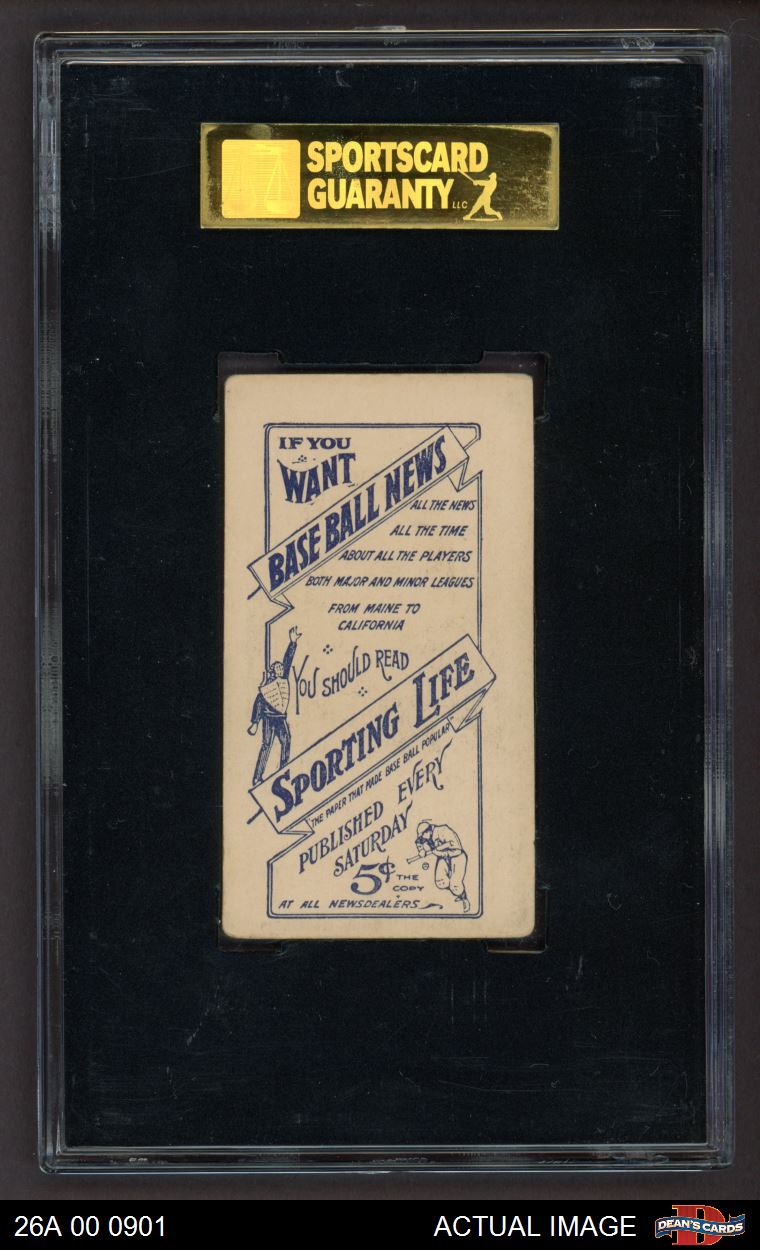 SPORTSCARD
GUARANTY LLC
IF YOU
WANT
BASE BALL NEWS
ALL THE NEWS
ALL THE TIME
ABOUT ALL THE PLAYERS
BOTH MAJOR AND MINOR LEAGUES
FROM MAINE TO
CALIFORNIA
YOU SHOULD READ
SPORTING LIFE
"THE PAPER THAT MADE BASE BALL POPULAR"
PUBLISHED EVERY
SATURDAY
5¢ THE
COPY
AT ALL NEWSDEALERS
26A 00 0901
ACTUAL IMAGE
DEAN'S CARDS